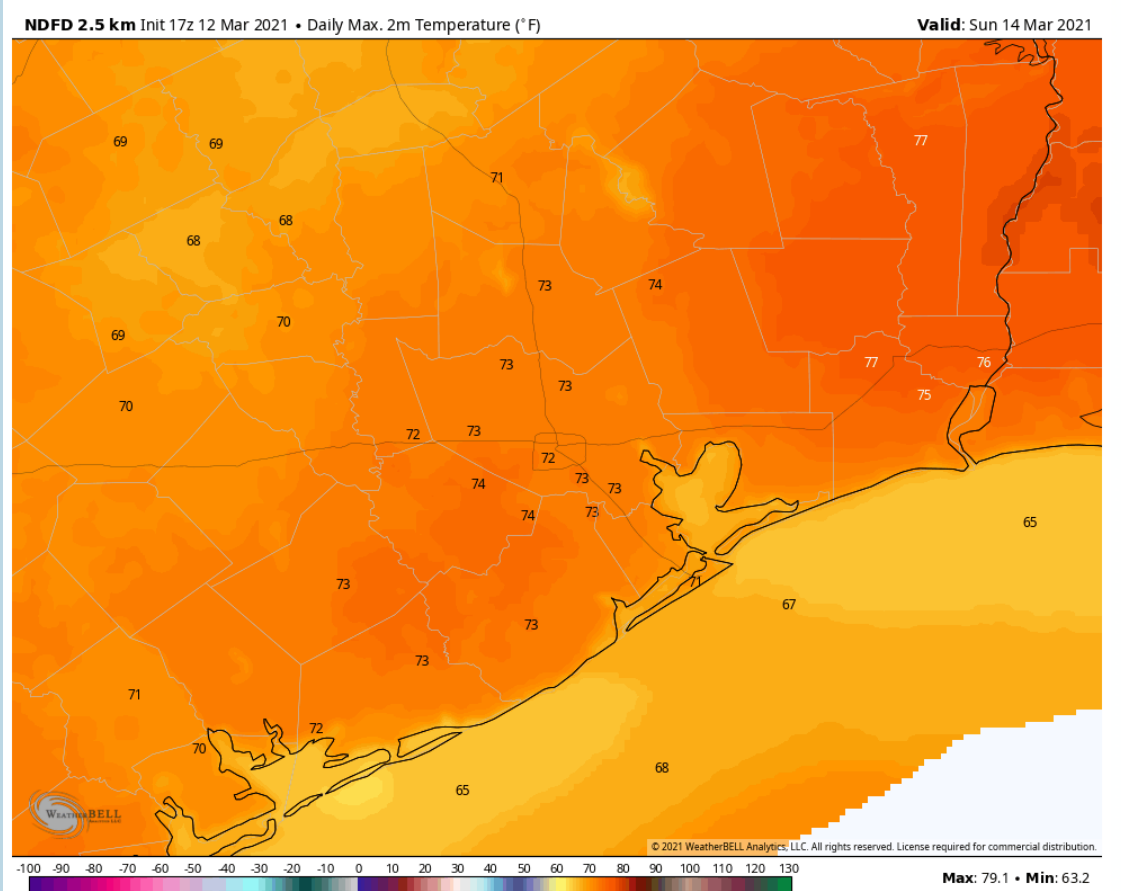 NDFD 2.5 km Init 17z 12 Mar 2021 • Daily Max. 2m Temperature (°F) Valid: Sun 14 Mar 2021
69 69 77
71
68
68
73 74
70
69
73 77 76
73
75
70
72 73
72
74 73 73
74 73 65
71
73
67
73
73
71
72
70
68
65
WEATHERBELL
© 2021 WeatherBELL Analytics, LLC. All rights reserved. License required for commercial distribution.
-100 -90 -80 -70 -60 -50 -40 -30 -20 -10 0 10 20 30 40 50 60 70 80 90 100 110 120 130
Max: 79.1 • Min: 63.2